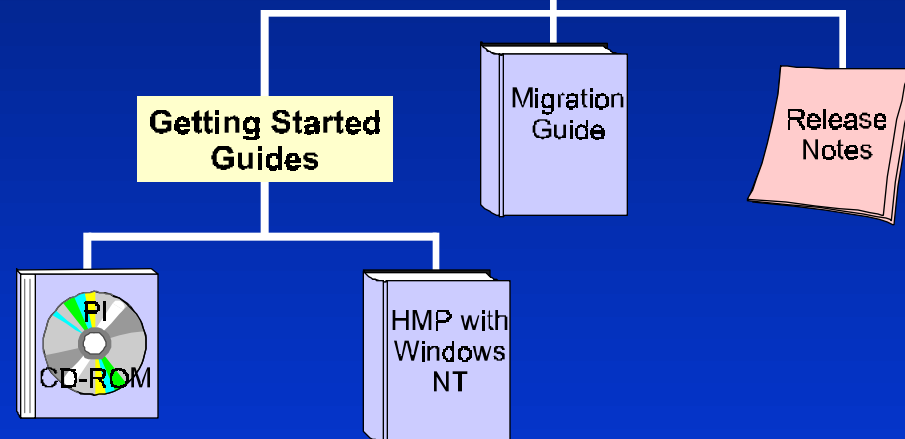 Getting Started
Guides
Migration
Guide
Release
Notes
PI
CD-ROM
HMP with
Windows
NT